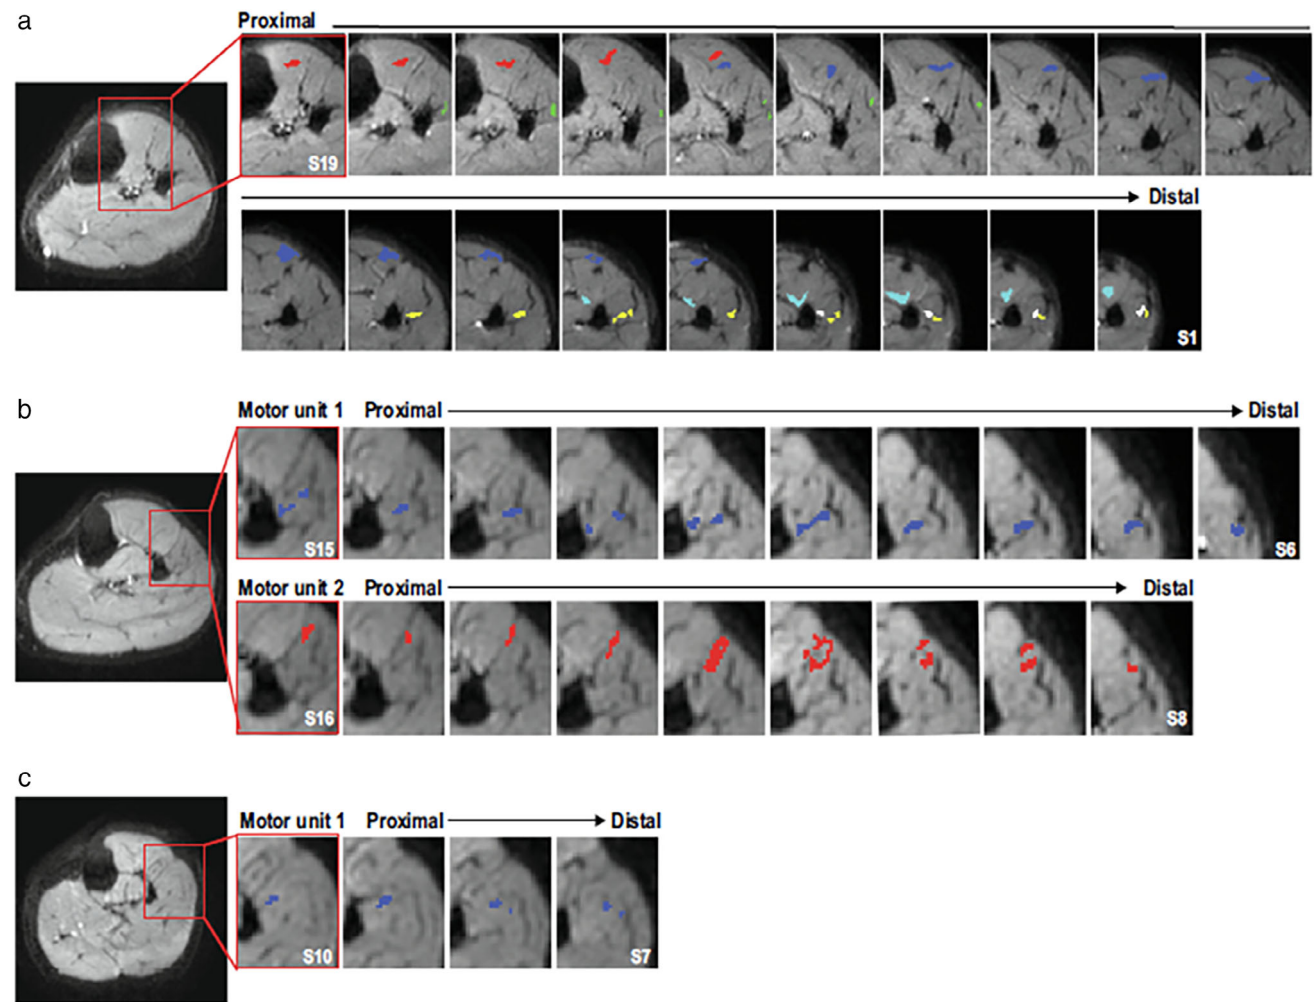 a
Proximal
S19
Distal
S1
b
Motor unit 1 Proximal Distal
S15
S6
Motor unit 2 Proximal Distal
S16
S8
c
Motor unit 1 Proximal Distal
S10
S7